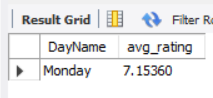 Result Grid Filter Ro
DayName avg_rating
Monday 7.15360